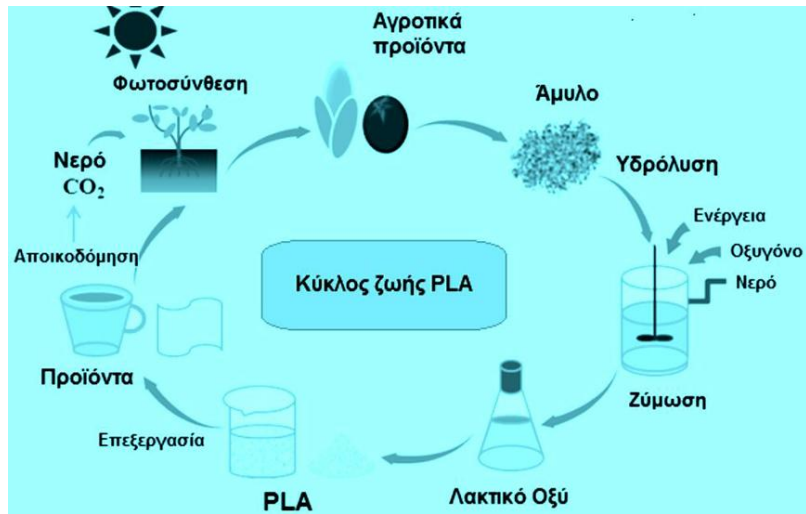 Αγροτικά
προϊόντα
Φωτοσύνθεση
Άμυλο
Νερό
CO2
Υδρόλυση
Ενέργεια
Αποικοδόμηση
Οξυγόνο
Κύκλος ζωής PLA
Νερό
Προϊόντα
Ζύμωση
Επεξεργασία
PLA
Λακτικό Οξύ